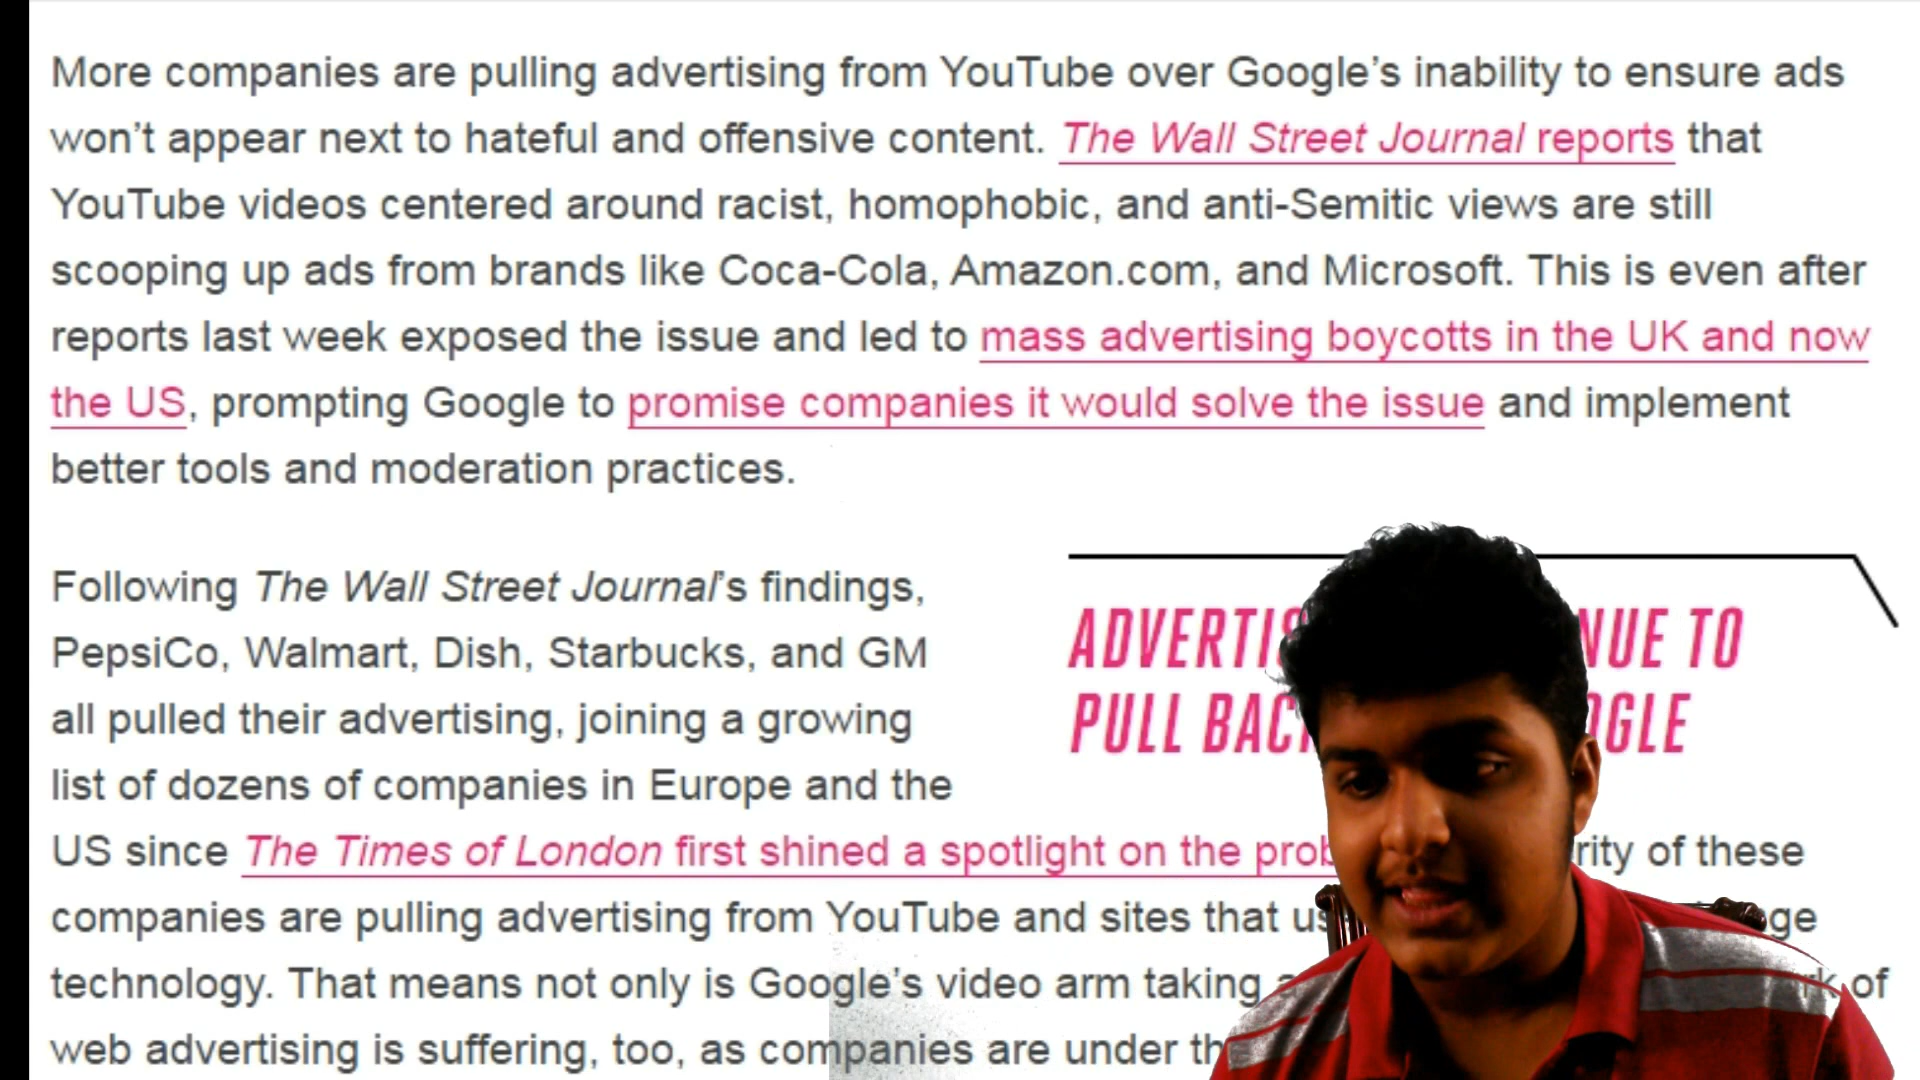 More companies are pulling advertising from YouTube over Google's inability to ensure ads
won't appear next to hateful and offensive content. The Wall Street Journal reports that
YouTube videos centered around racist, homophobic, and anti-Semitic views are still
scooping up ads from brands like Coca-Cola, Amazon.com, and Microsoft. This is even after
reports last week exposed the issue and led to mass advertising boycotts in the UK and now
the US, prompting Google to promise companies it would solve the issue and implement
better tools and moderation practices.
Following The Wall Street Journal's findings,
PepsiCo, Walmart, Dish, Starbucks, and GM
all pulled their advertising, joining a growing
list of dozens of companies in Europe and the
US since The Times of London first shined a spotlight on the of these
companies are pulling advertising from YouTube and sites that
technology. That means not only is Google's video arm taking of
web advertising is suffering, too, as companies are under
TO
PULL